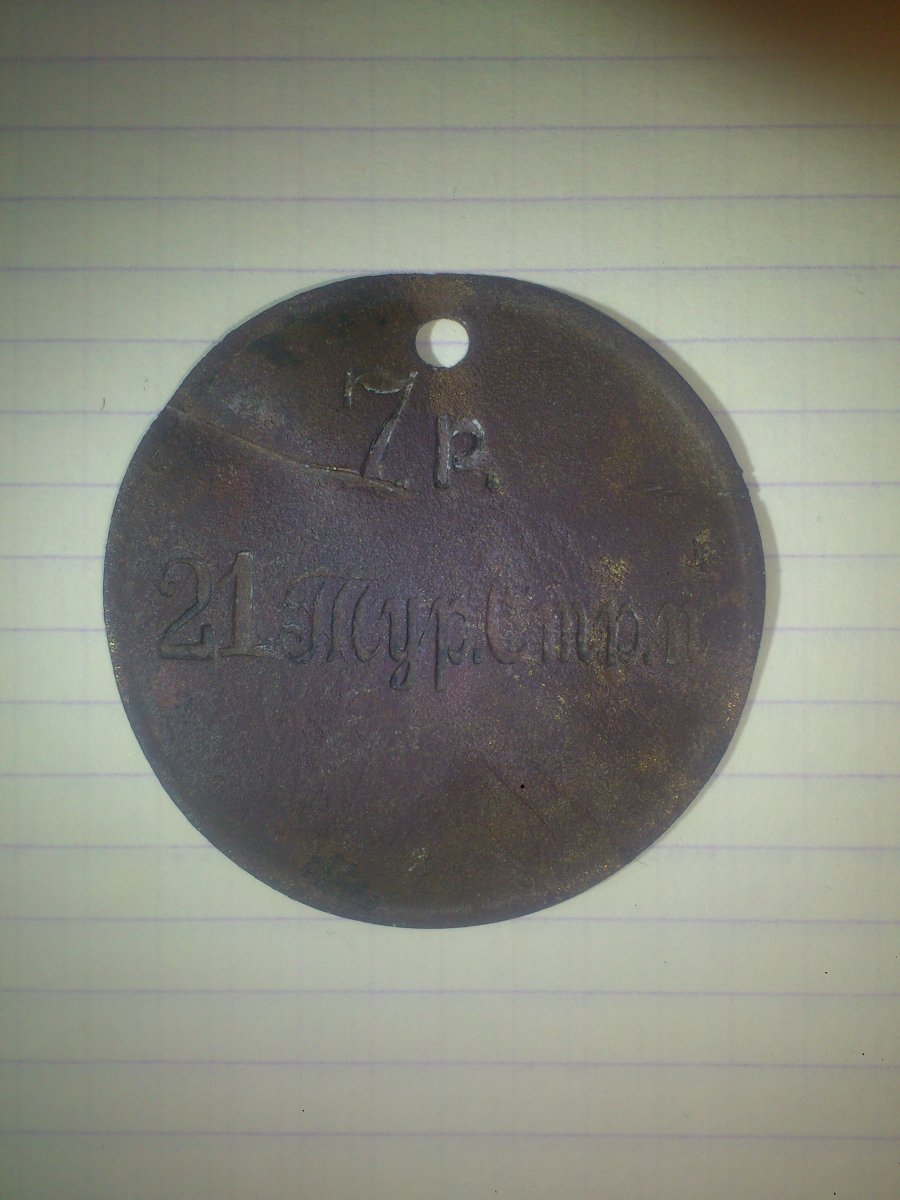 7 р.
21 Тур. Стр. п